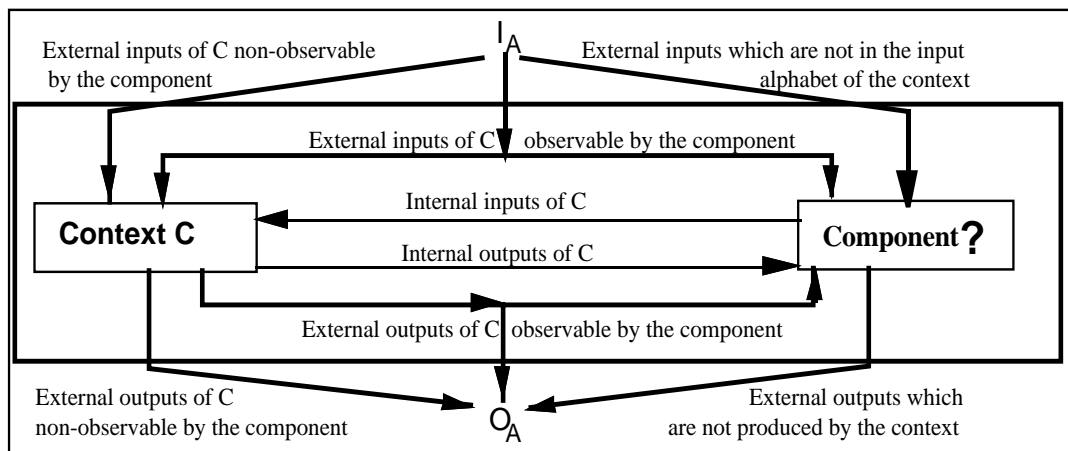 I_A
External inputs of C non-observable
by the component
External inputs which are not in the input
alphabet of the context
External inputs of C observable by the component
Internal inputs of C
Context C
Component?
Internal outputs of C
External outputs of C observable by the component
External outputs of C
non-observable by the component
O_A
External outputs which
are not produced by the context